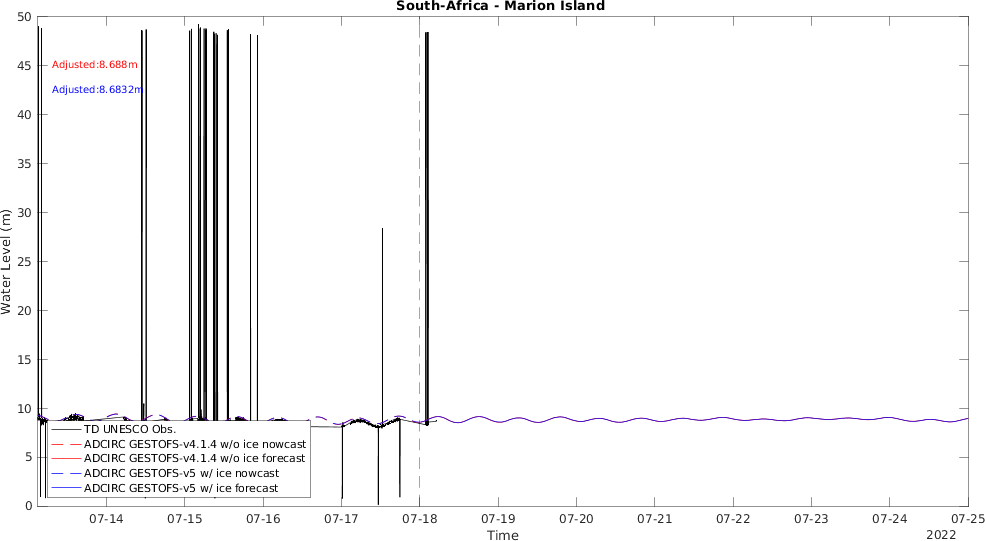 South-Africa - Marion Island
50
45
40
35
30
25
20
15
10
5
0
Water Level (m)
Adjusted:8.688m
Adjusted:8.6832m
TD UNESCO Obs.
ADCIRC GESTOFS-v4.1.4 w/o ice nowcast
ADCIRC GESTOFS-v4.1.4 w/o ice forecast
ADCIRC GESTOFS-v5 w/ ice nowcast
ADCIRC GESTOFS-v5 w/ ice forecast
07-14 07-15 07-16 07-17 07-18 07-19 07-20 07-21 07-22 07-23 07-24 07-25
Time
2022